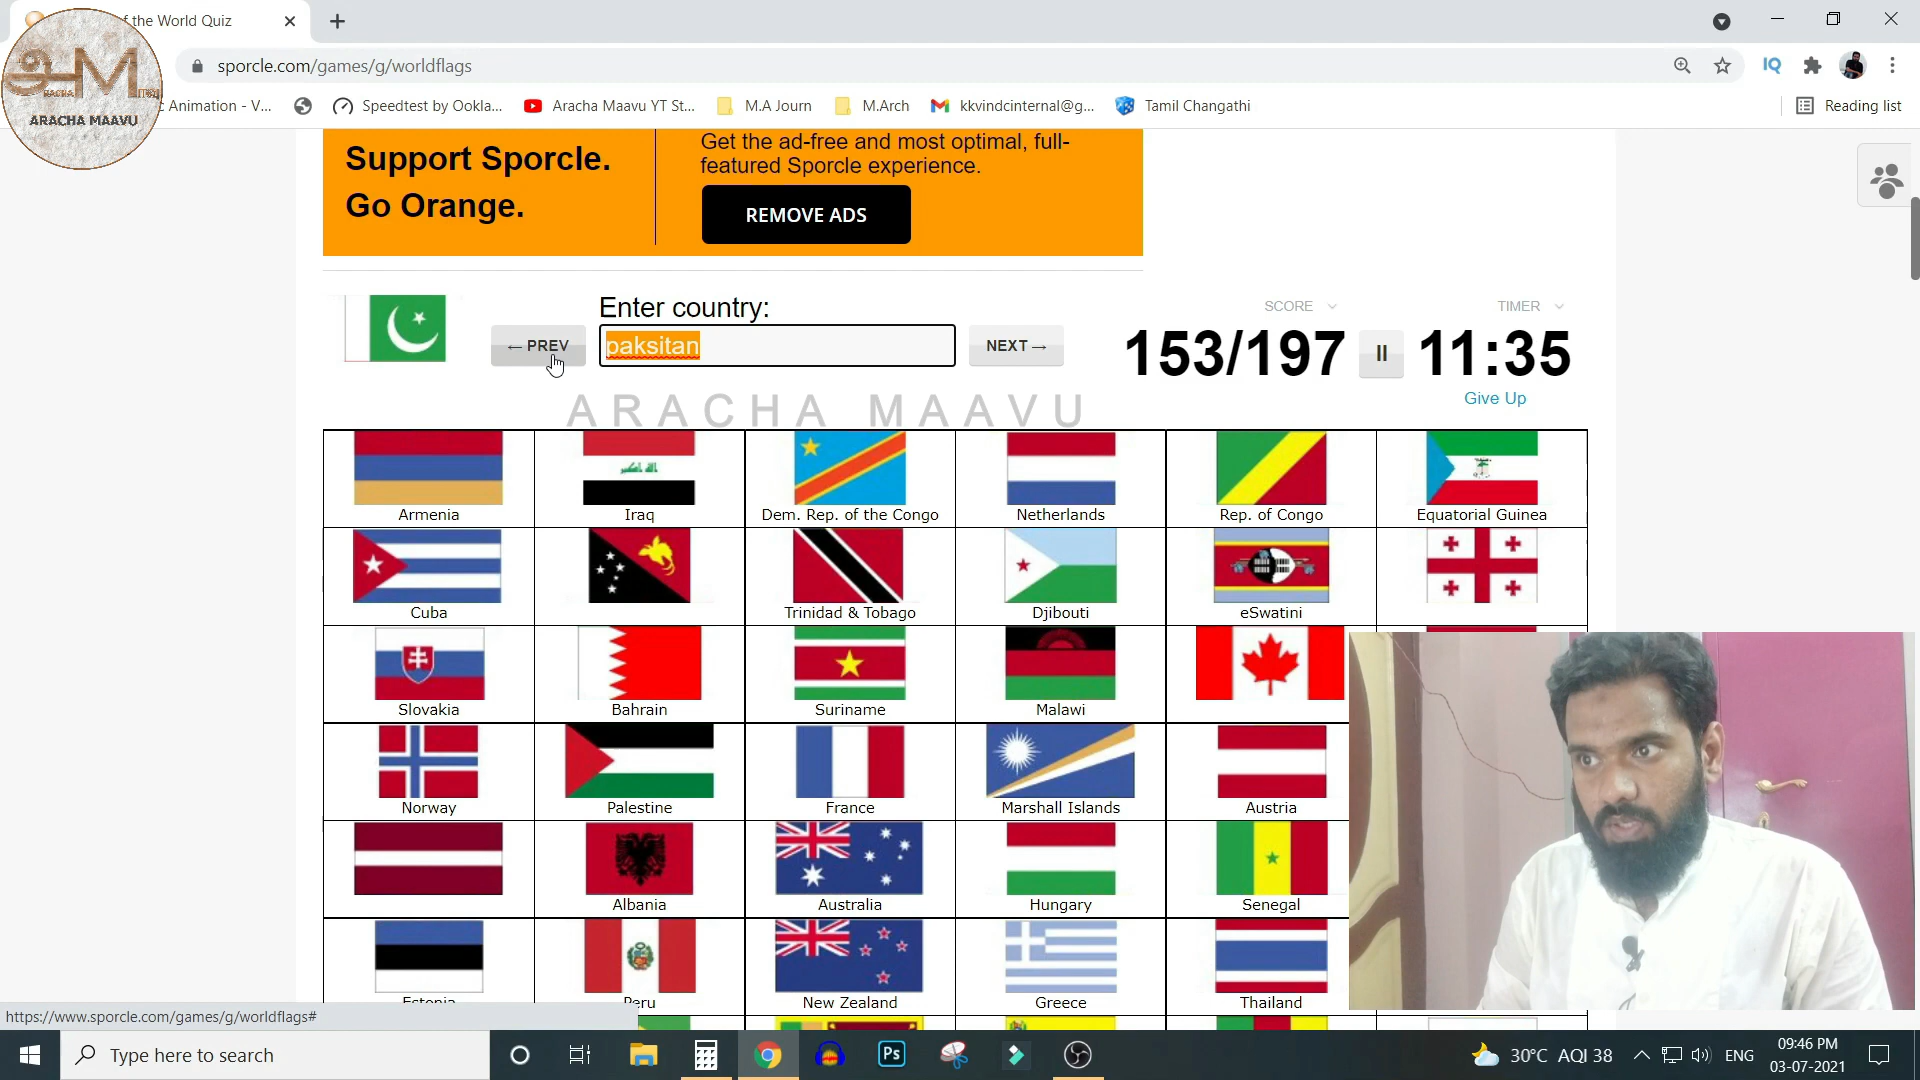 of the World Quiz
sporcle.com/games/g/worldflags
IQ
Animation - V...
Speedtest by Ookla...
Aracha Maavu YT St...
M.A Journ
M.Arch
kkvindcinternal@g...
Tamil Changathi
Reading list
ARACHA MAAVU
Support Sporcle.
Go Orange.
Get the ad-free and most optimal, full-
featured Sporcle experience.
REMOVE ADS
Enter country:
← PREV
paksitan
NEXT →
SCORE
153/197
TIMER
11:35
Give Up
ARACHA MAAVU
Armenia
Iraq
Dem. Rep. of the Congo
Netherlands
Rep. of Congo
Equatorial Guinea
Cuba
Trinidad & Tobago
Djibouti
eSwatini
Slovakia
Bahrain
Suriname
Malawi
Norway
Palestine
France
Marshall Islands
Austria
Albania
Australia
Hungary
Senegal
Estonia
Peru
New Zealand
Greece
Thailand
https://www.sporcle.com/games/g/worldflags#
Type here to search
Ps
30°C AQI 38
ENG
09:46 PM
03-07-2021